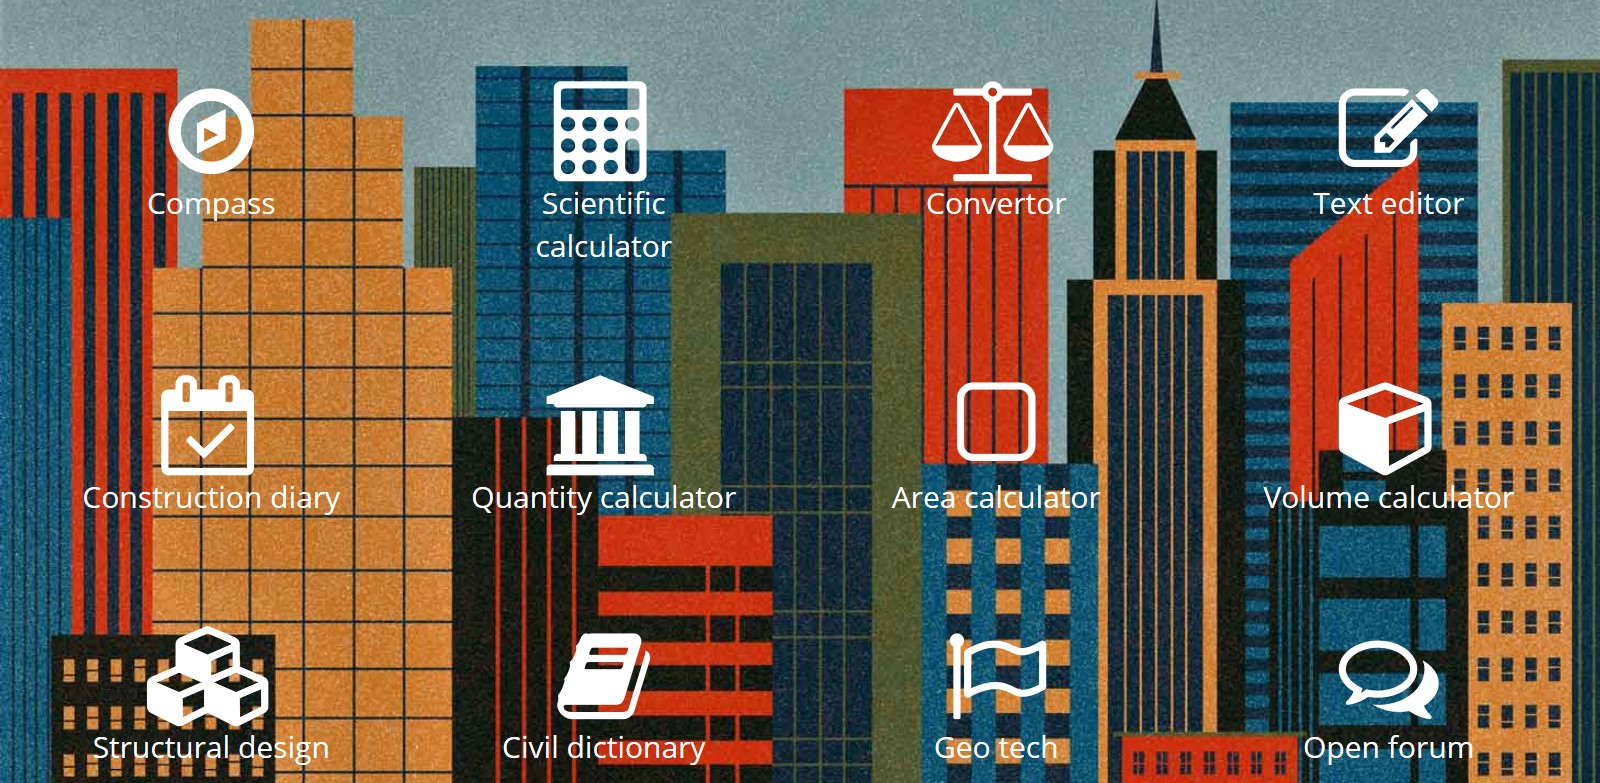 Compass
Scientific
calculator
Convertor
Text editor
Construction diary
Quantity calculator
Area calculator
Volume calculator
Structural design
Civil dictionary
Geo tech
Open forum